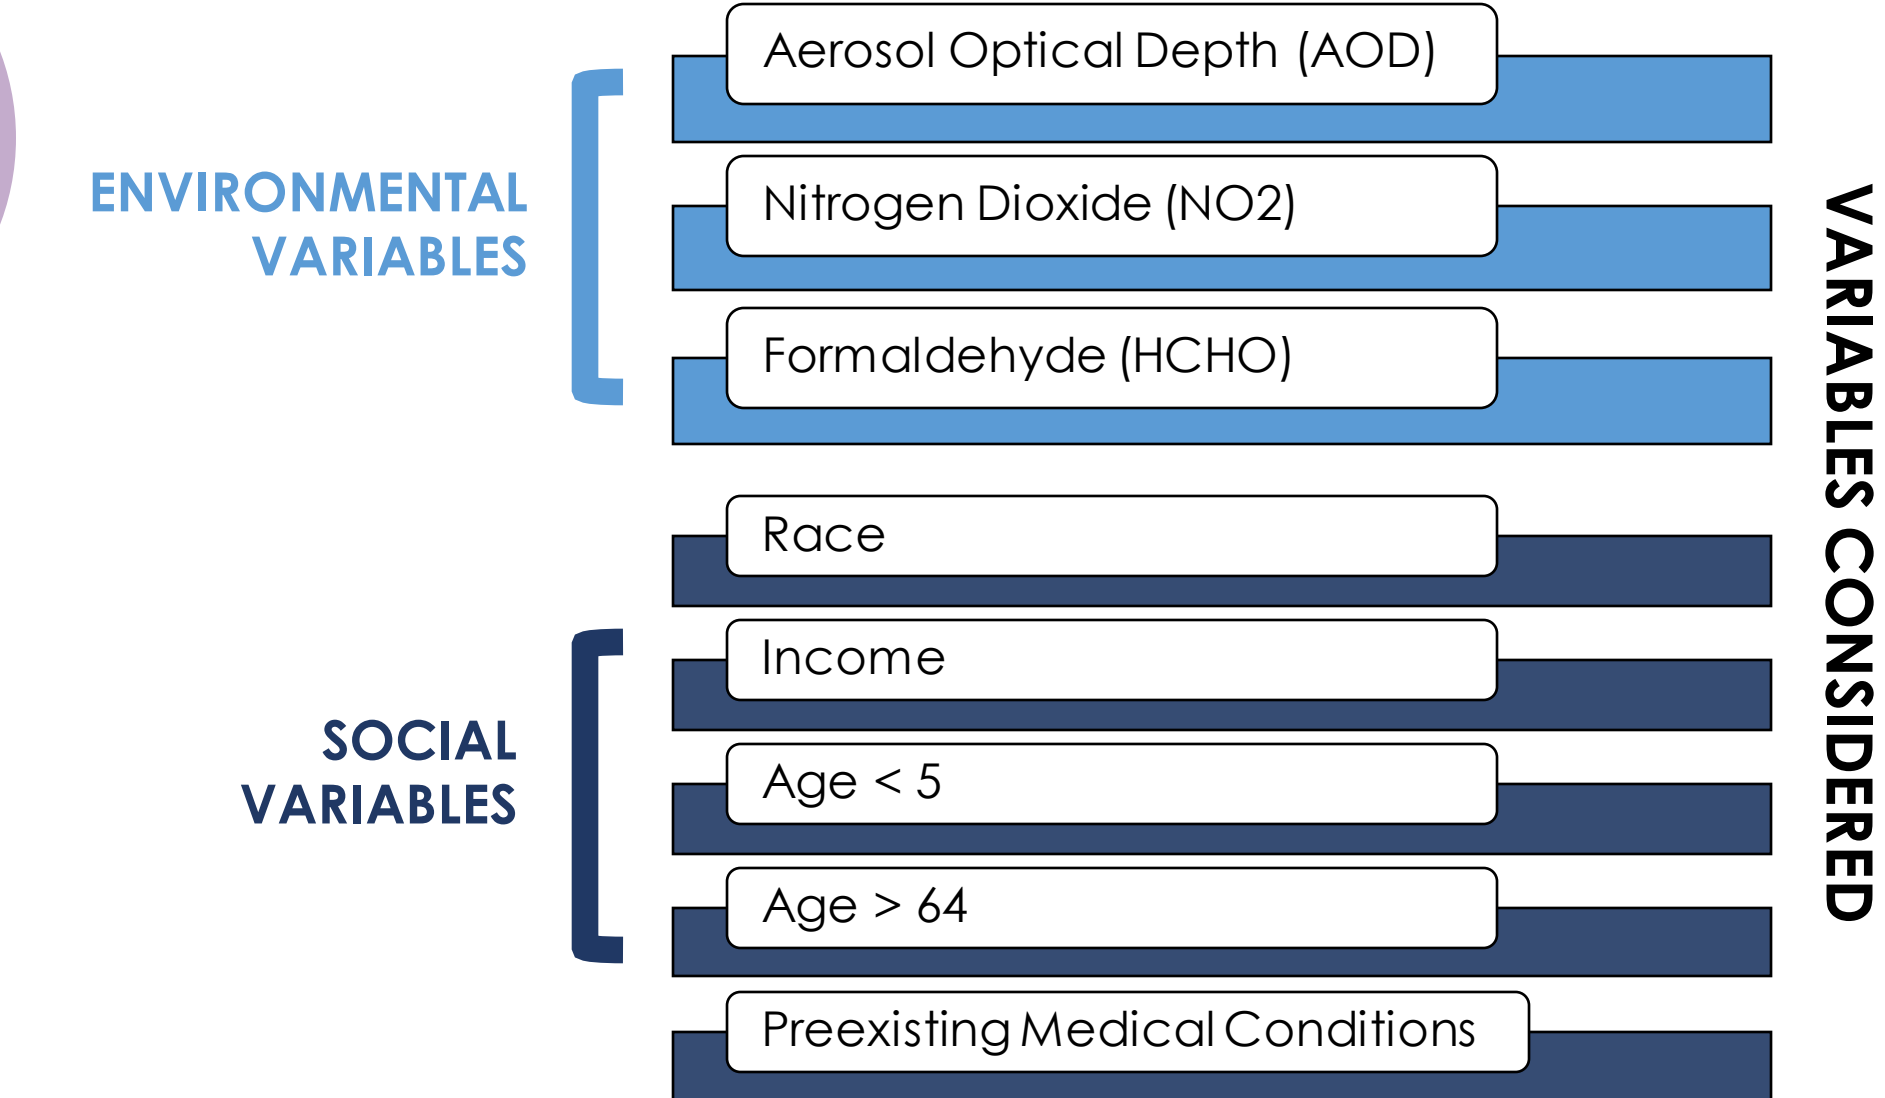 ENVIRONMENTAL
VARIABLES
Aerosol Optical Depth (AOD)
Nitrogen Dioxide (NO2)
Formaldehyde (HCHO)
SOCIAL
VARIABLES
Race
Income
Age < 5
Age > 64
Preexisting Medical Conditions
VARIABLES CONSIDERED